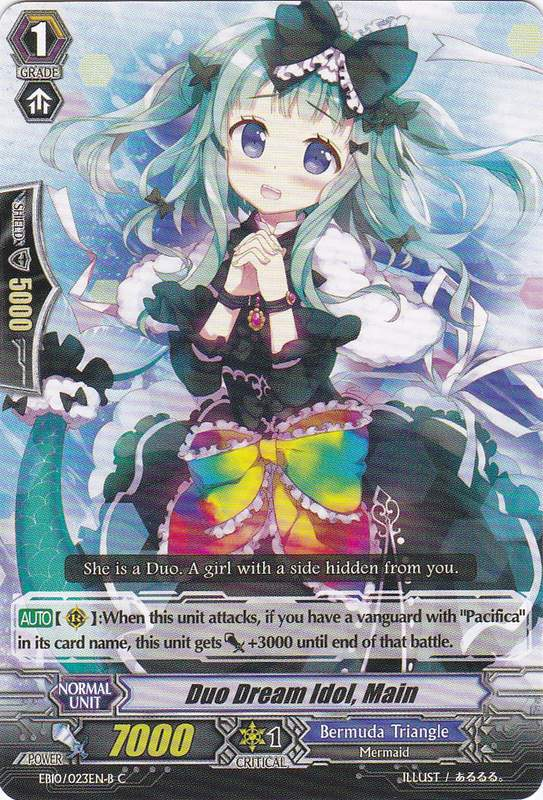 1
GRADE
SHIELD
5000
She is a Duo. A girl with a side hidden from you.
AUTO【 R 】:When this unit attacks, if you have a vanguard with "Pacifica"
in its card name, this unit gets +3000 until end of that battle.
NORMAL
UNIT
Duo Dream Idol, Main
POWER
7000
1
CRITICAL
Bermuda Triangle
Mermaid
EB10/023EN-B C
ILLUST / あるるる。